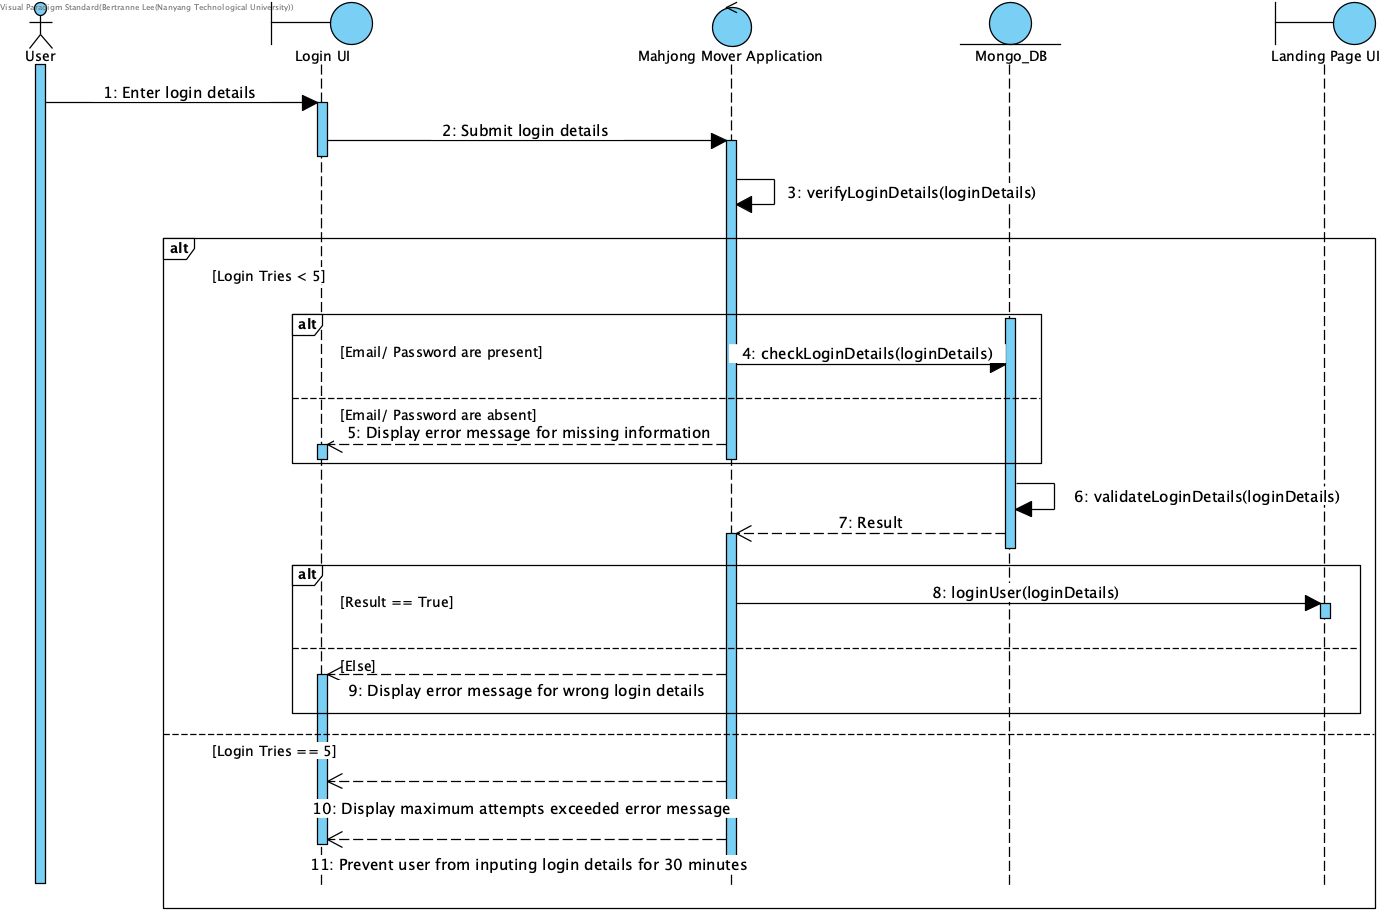 Visual Paradigm Standard(Bertranne Lee(Nanyang Technological University))
User
Login UI
Mahjong Mover Application
Mongo_DB
Landing Page UI
1: Enter login details
2: Submit login details
3: verifyLoginDetails(loginDetails)
alt
[Login Tries < 5]
alt
[Email/ Password are present]
4: checkLoginDetails(loginDetails)
[Email/ Password are absent]
5: Display error message for missing information
6: validateLoginDetails(loginDetails)
7: Result
alt
[Result == True]
8: loginUser(loginDetails)
[Else]
9: Display error message for wrong login details
[Login Tries == 5]
10: Display maximum attempts exceeded error message
11: Prevent user from inputing login details for 30 minutes